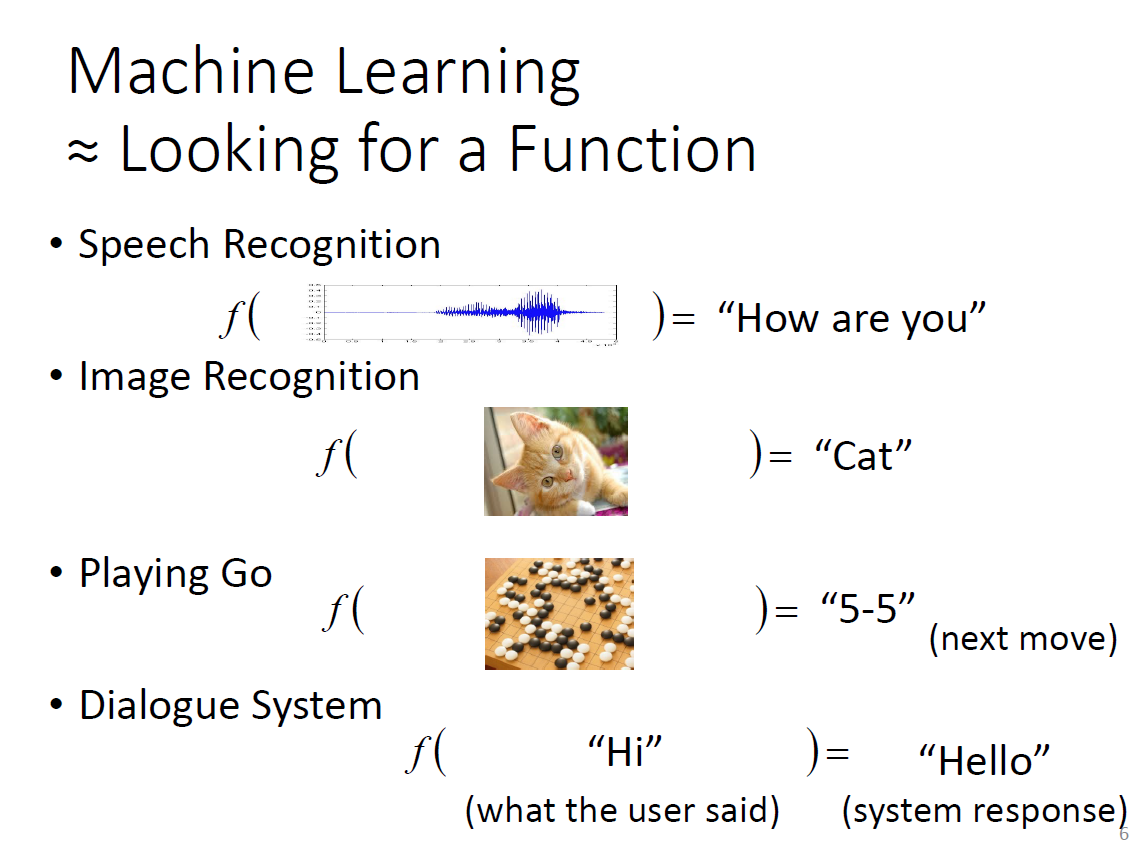 Machine Learning
≈ Looking for a Function
• Speech Recognition
f( )= “How are you”
• Image Recognition
f( )= “Cat”
• Playing Go
f( )= “5-5”
(next move)
• Dialogue System
f( “Hi” )= “Hello”
(what the user said) (system response)
6